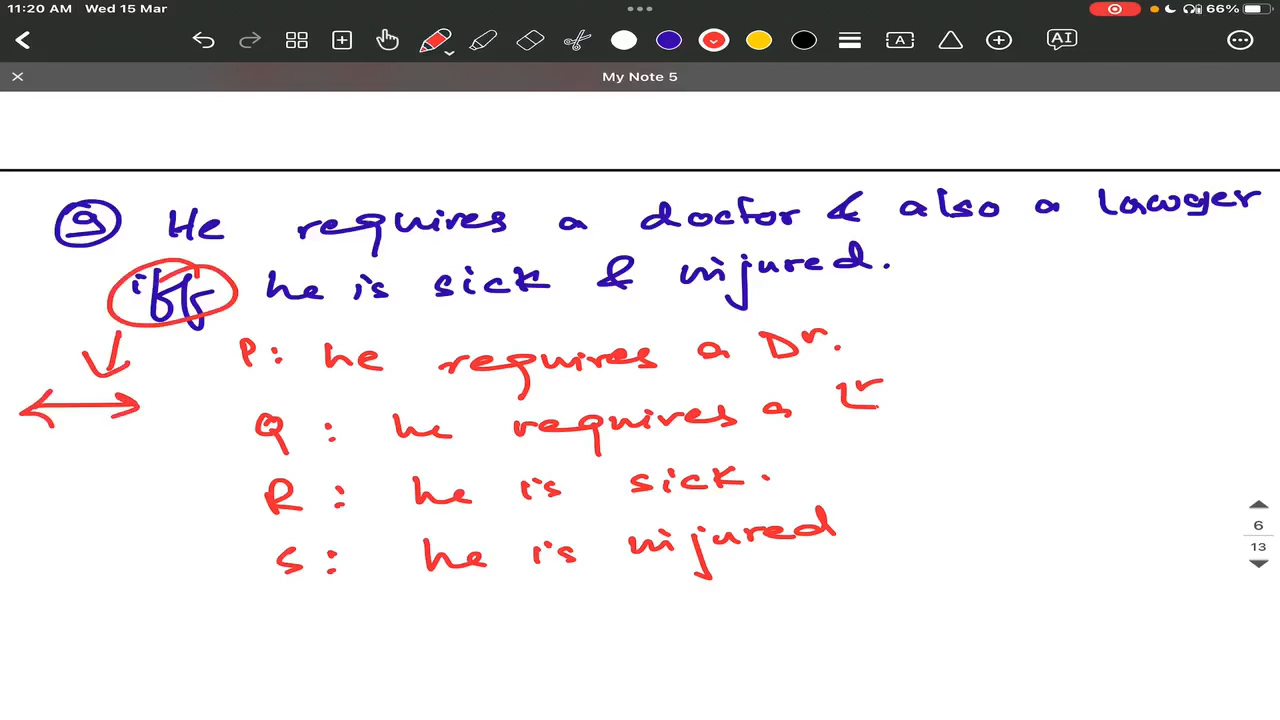 11:20 AM Wed 15 Mar
66%
A
AI
My Note 5
9 He requires a doctor & also a lawyer
iff he is sick & injured.
P: he requires a Dr.
Q: he requires a Lr
R: he is sick.
S: he is injured
6
13